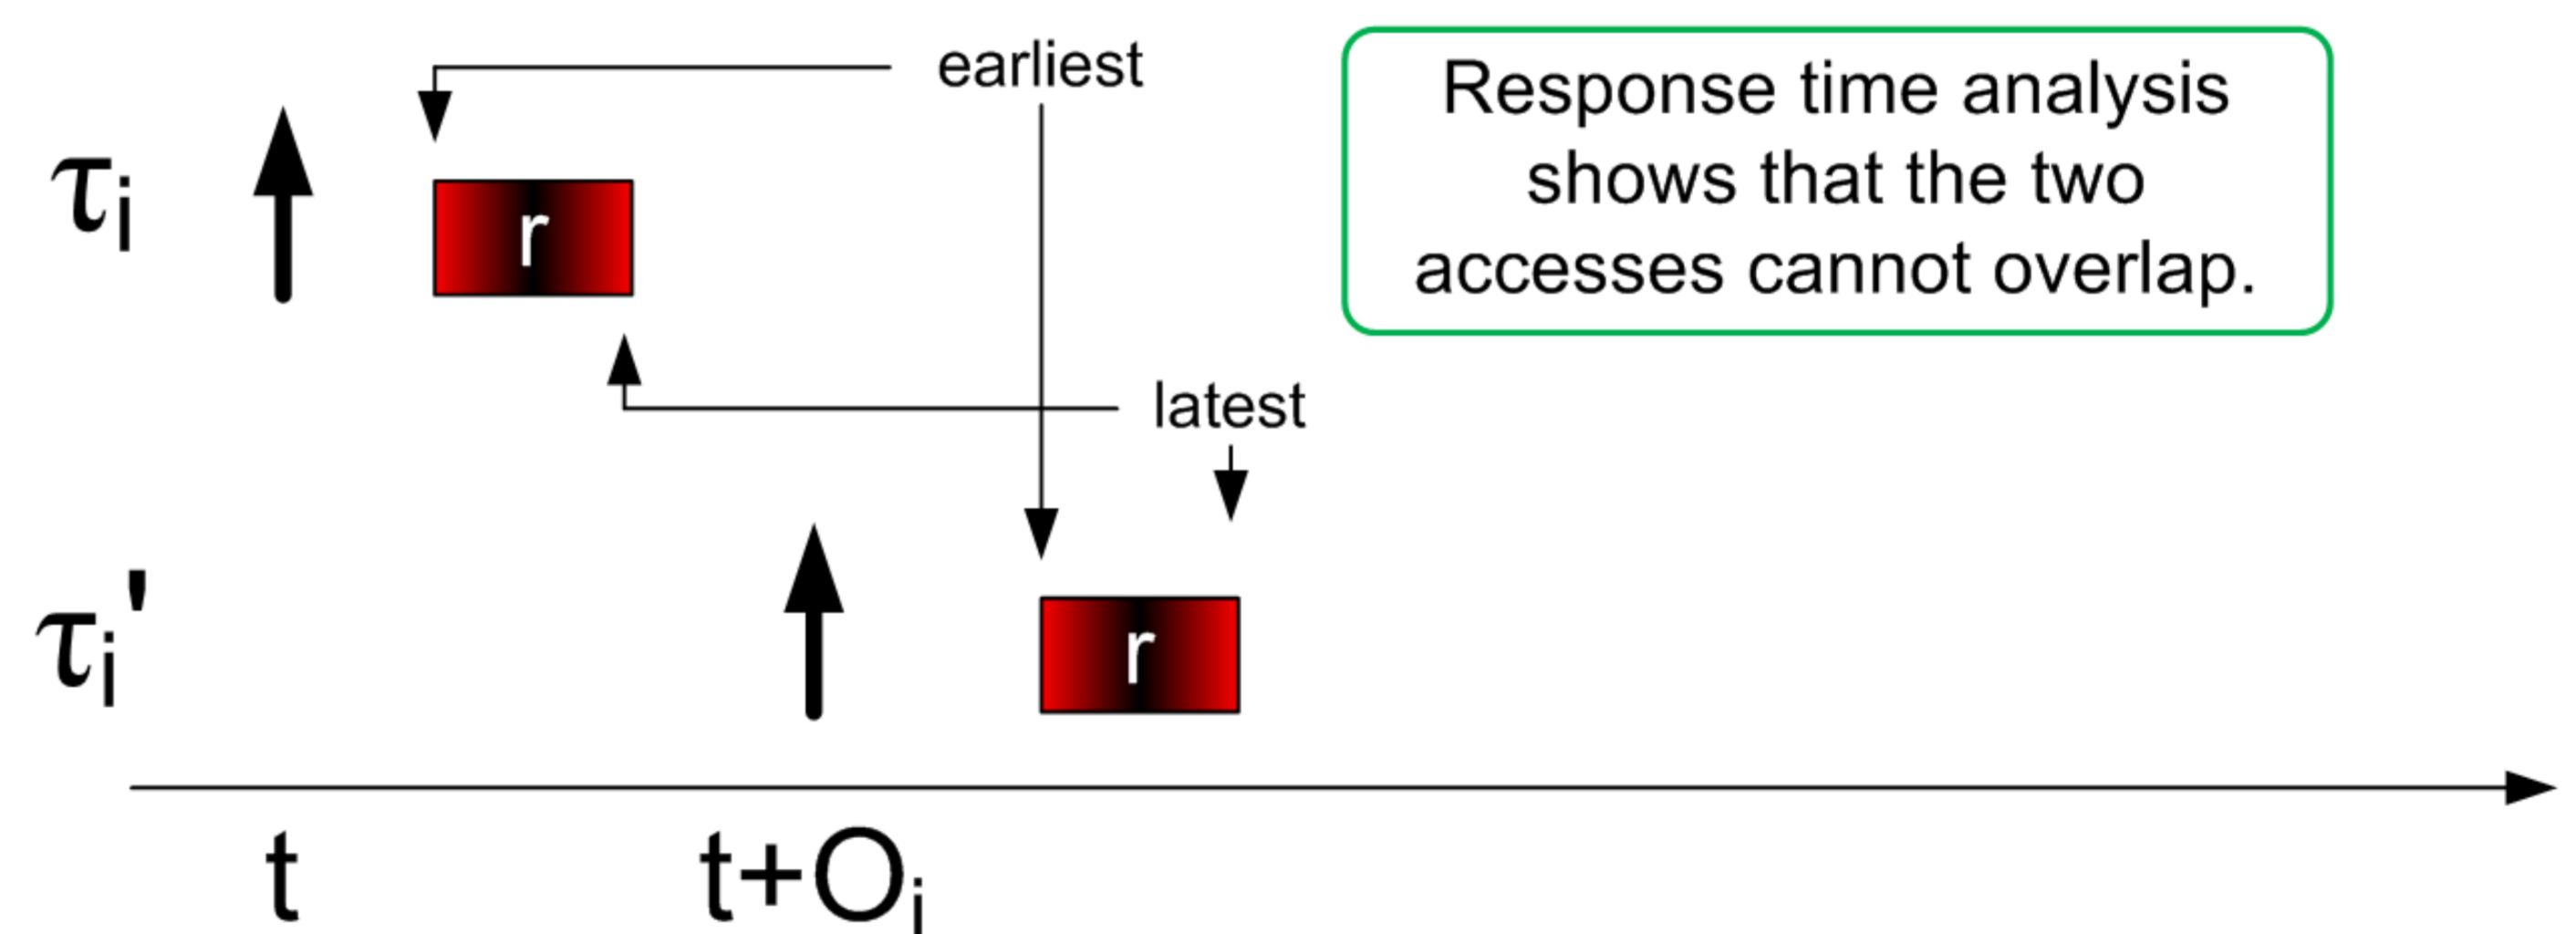 earliest
Response time analysis
shows that the two
accesses cannot overlap.
τi
r
latest
τi'
r
t
t+Oi